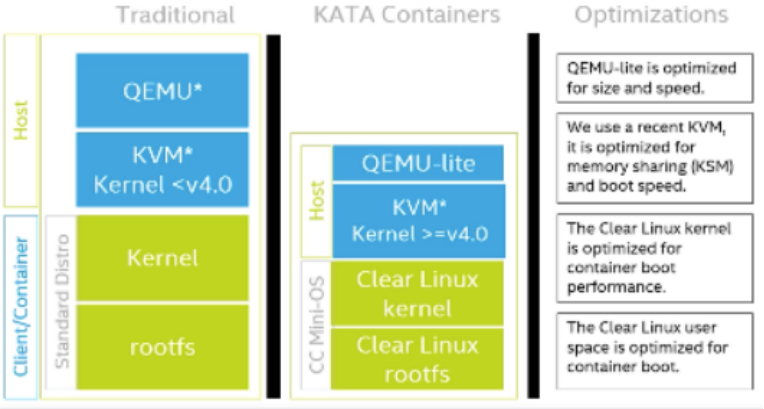 Traditional
Host
QEMU*
KVM*
Kernel <v4.0
Client/Container
Standard Distro
Kernel
rootfs
KATA Containers
Host
QEMU-lite
KVM*
Kernel >=v4.0
CC Mini-OS
Clear Linux
kernel
Clear Linux
rootfs
Optimizations
QEMU-lite is optimized
for size and speed.
We use a recent KVM,
it is optimized for
memory sharing (KSM)
and boot speed.
The Clear Linux kernel
is optimized for
container boot
performance.
The Clear Linux user
space is optimized for
container boot.